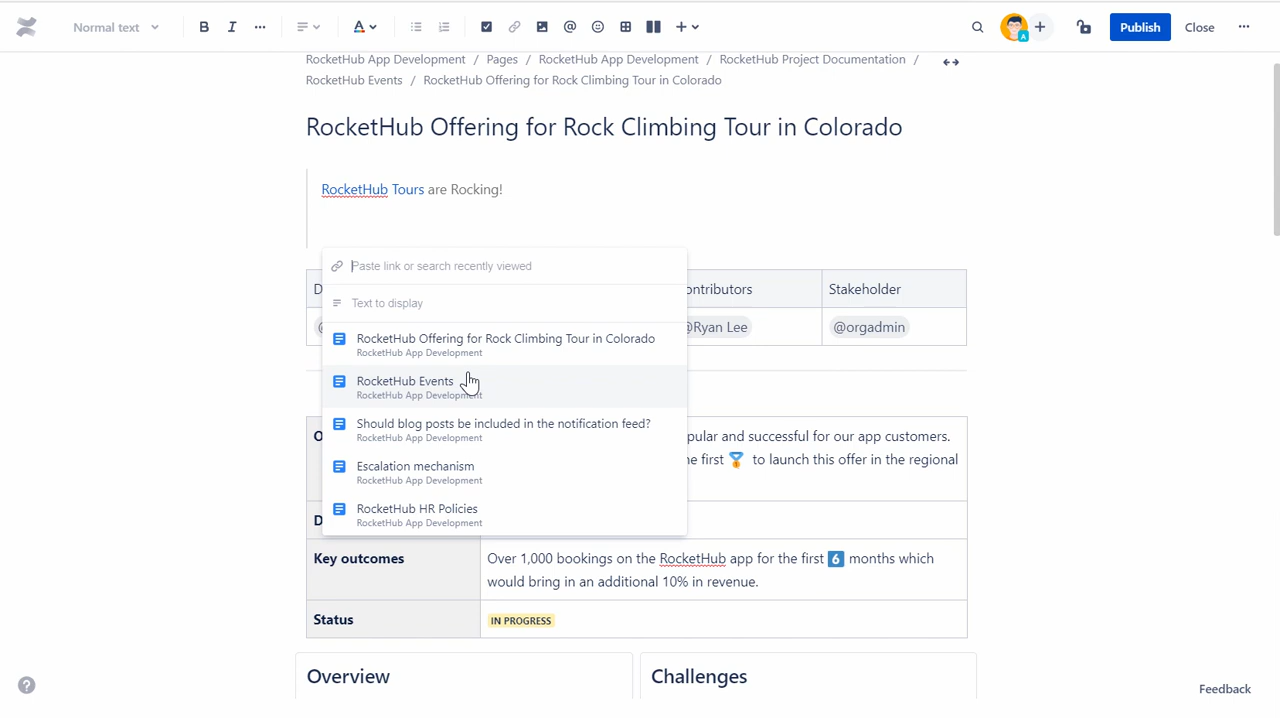 Normal text
B
I
A
@
A
Publish
Close
RocketHub App Development / Pages / RocketHub App Development / RocketHub Project Documentation /
RocketHub Events / RocketHub Offering for Rock Climbing Tour in Colorado
RocketHub Offering for Rock Climbing Tour in Colorado
RocketHub Tours are Rocking!
Paste link or search recently viewed
Text to display
RocketHub Offering for Rock Climbing Tour in Colorado
RocketHub App Development
RocketHub Events
RocketHub App Development
Should blog posts be included in the notification feed?
RocketHub App Development
Escalation mechanism
RocketHub App Development
RocketHub HR Policies
RocketHub App Development
Stakeholder
@Ryan Lee
@orgadmin
and successful for our app customers.
first 🏅 to launch this offer in the regional
Key outcomes
Over 1,000 bookings on the RocketHub app for the first 6 months which
would bring in an additional 10% in revenue.
Status
IN PROGRESS
Overview
Challenges
?
Feedback